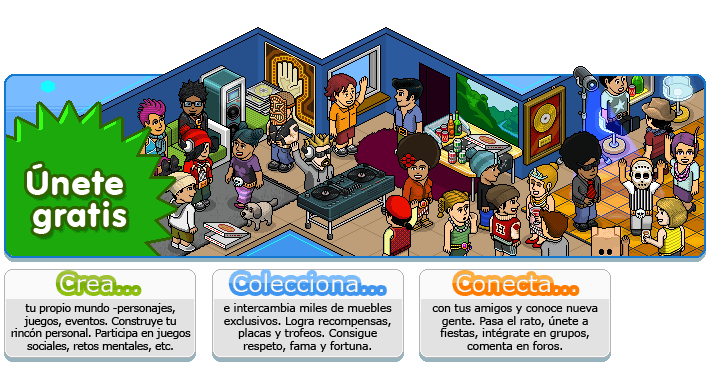 Únete
gratis
Crea...
tu propio mundo -personajes,
juegos, eventos. Construye tu
rincón personal. Participa en juegos
sociales, retos mentales, etc.
Colecciona...
e intercambia miles de muebles
exclusivos. Logra recompensas,
placas y trofeos. Consigue
respeto, fama y fortuna.
Conecta...
con tus amigos y conoce nueva
gente. Pasa el rato, únete a
fiestas, intégrate en grupos,
comenta en foros.